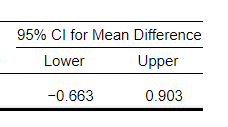 95% CI for Mean Difference
Lower Upper
−0.663 0.903